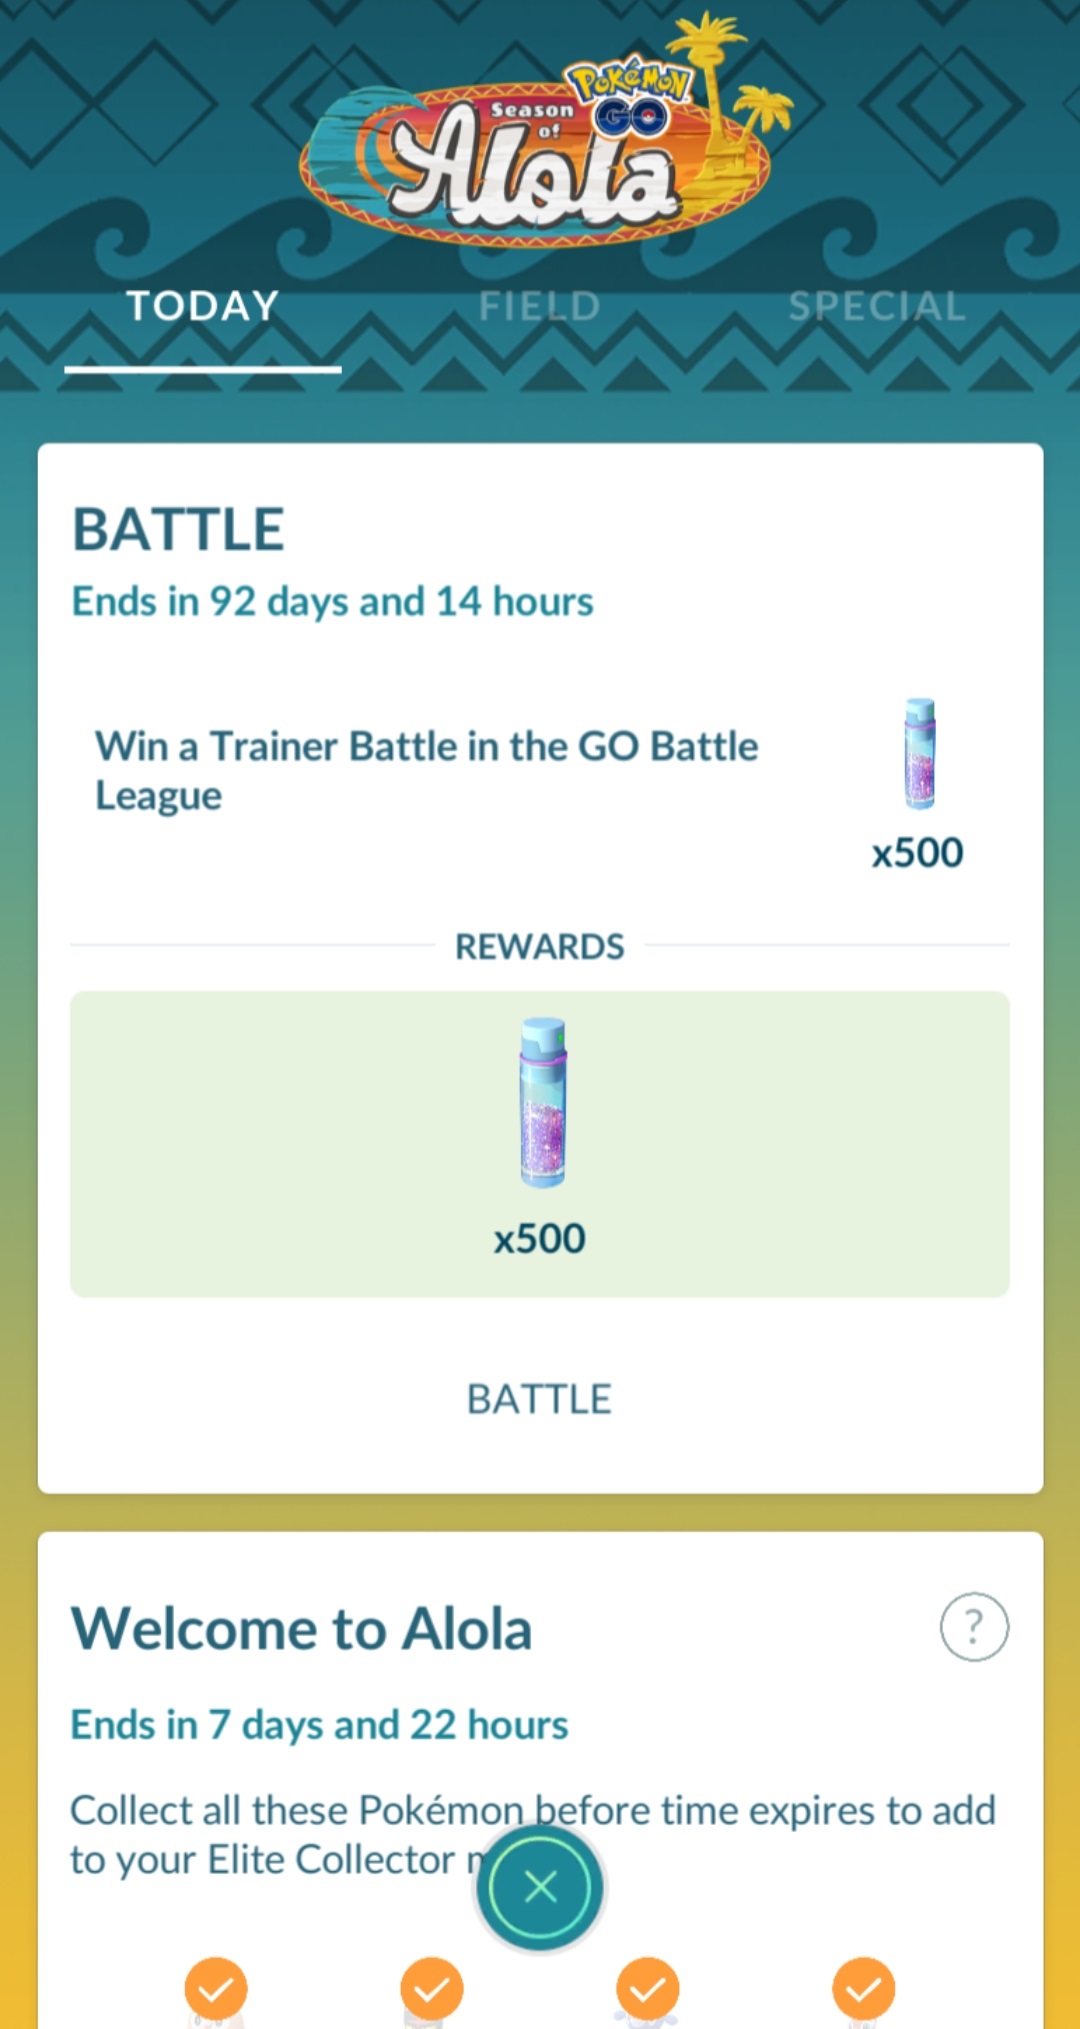 Pokémon
GO
Season
of
Alola
TODAY
FIELD
SPECIAL
BATTLE
Ends in 92 days and 14 hours
Win a Trainer Battle in the GO Battle
League
x500
REWARDS
x500
BATTLE
Welcome to Alola
?
Ends in 7 days and 22 hours
Collect all these Pokémon before time expires to add
to your Elite Collector